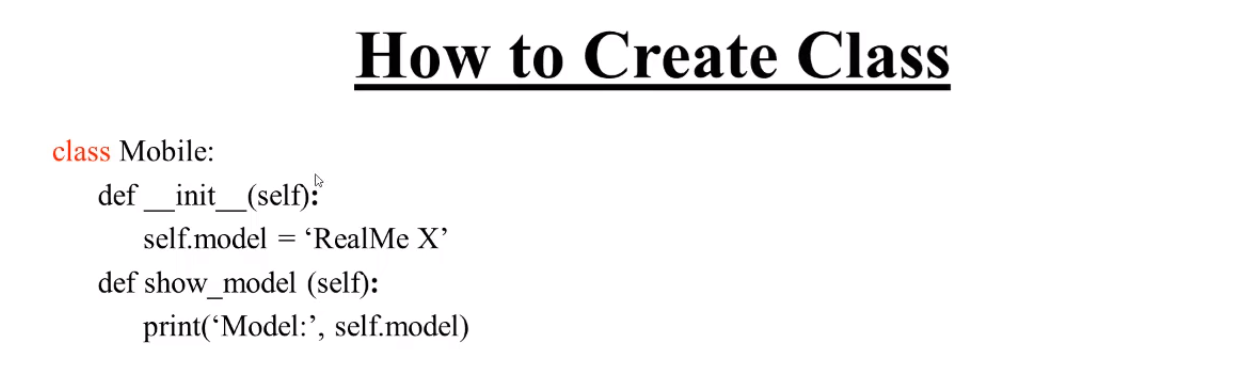 How to Create Class
class Mobile:
def __init__(self):
self.model = ‘RealMe X’
def show_model (self):
print(‘Model:’, self.model)